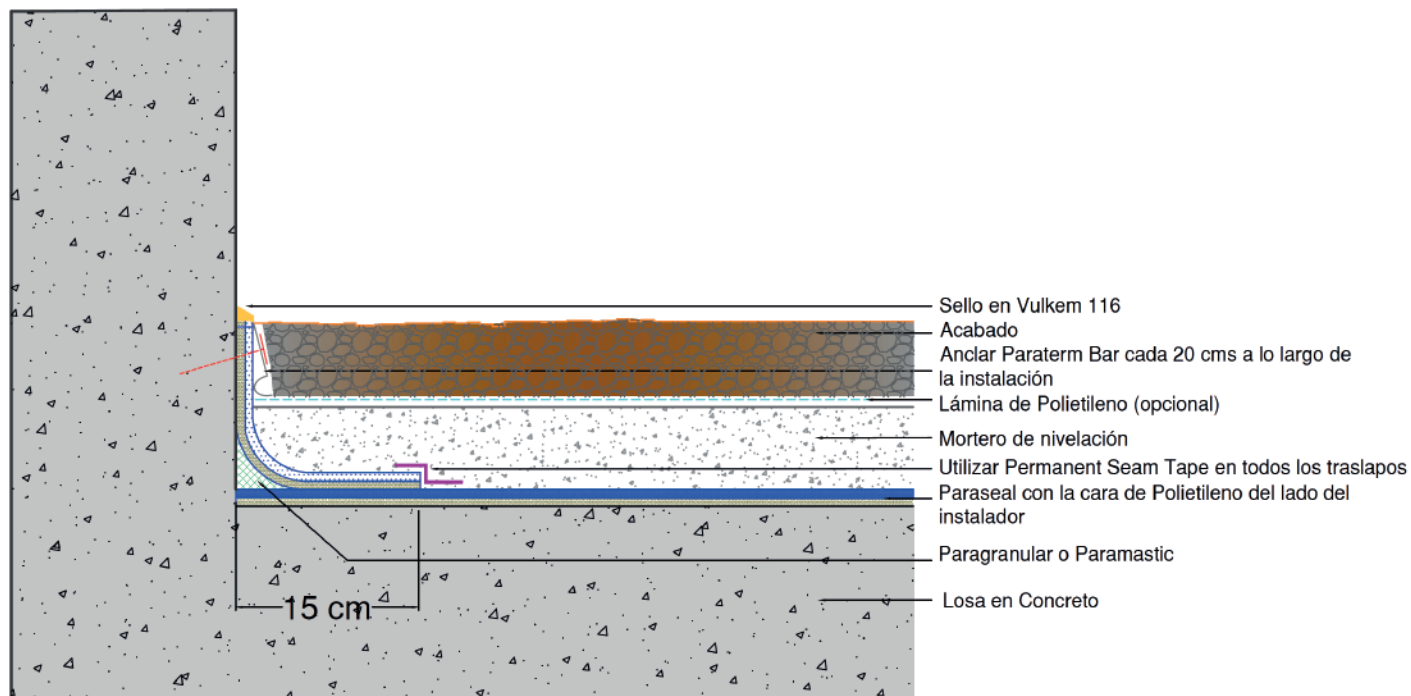 Sello en Vulkem 116
Acabado
Anclar Paraterm Bar cada 20 cms a lo largo de
la instalación
Lámina de Polietileno (opcional)
Mortero de nivelación
Utilizar Permanent Seam Tape en todos los traslapos
Paraseal con la cara de Polietileno del lado del
instalador
Paragranular o Paramastic
Losa en Concreto
15 cm